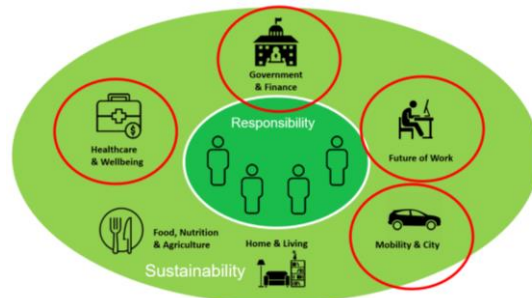 Government
& Finance
Responsibility
Healthcare
& Wellbeing
Future of Work
Food, Nutrition
& Agriculture
Home & Living
Mobility & City
Sustainability